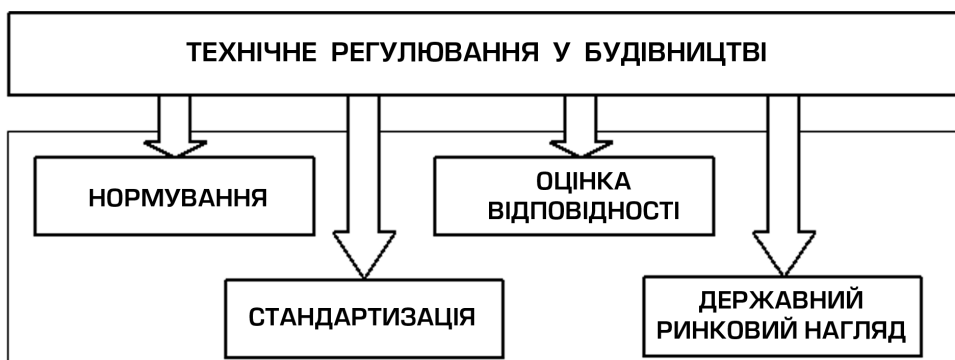 ТЕХНІЧНЕ РЕГУЛЮВАННЯ У БУДІВНИЦТВІ
НОРМУВАННЯ
ОЦІНКА
ВІДПОВІДНОСТІ
СТАНДАРТИЗАЦІЯ
ДЕРЖАВНИЙ
РИНКОВИЙ НАГЛЯД